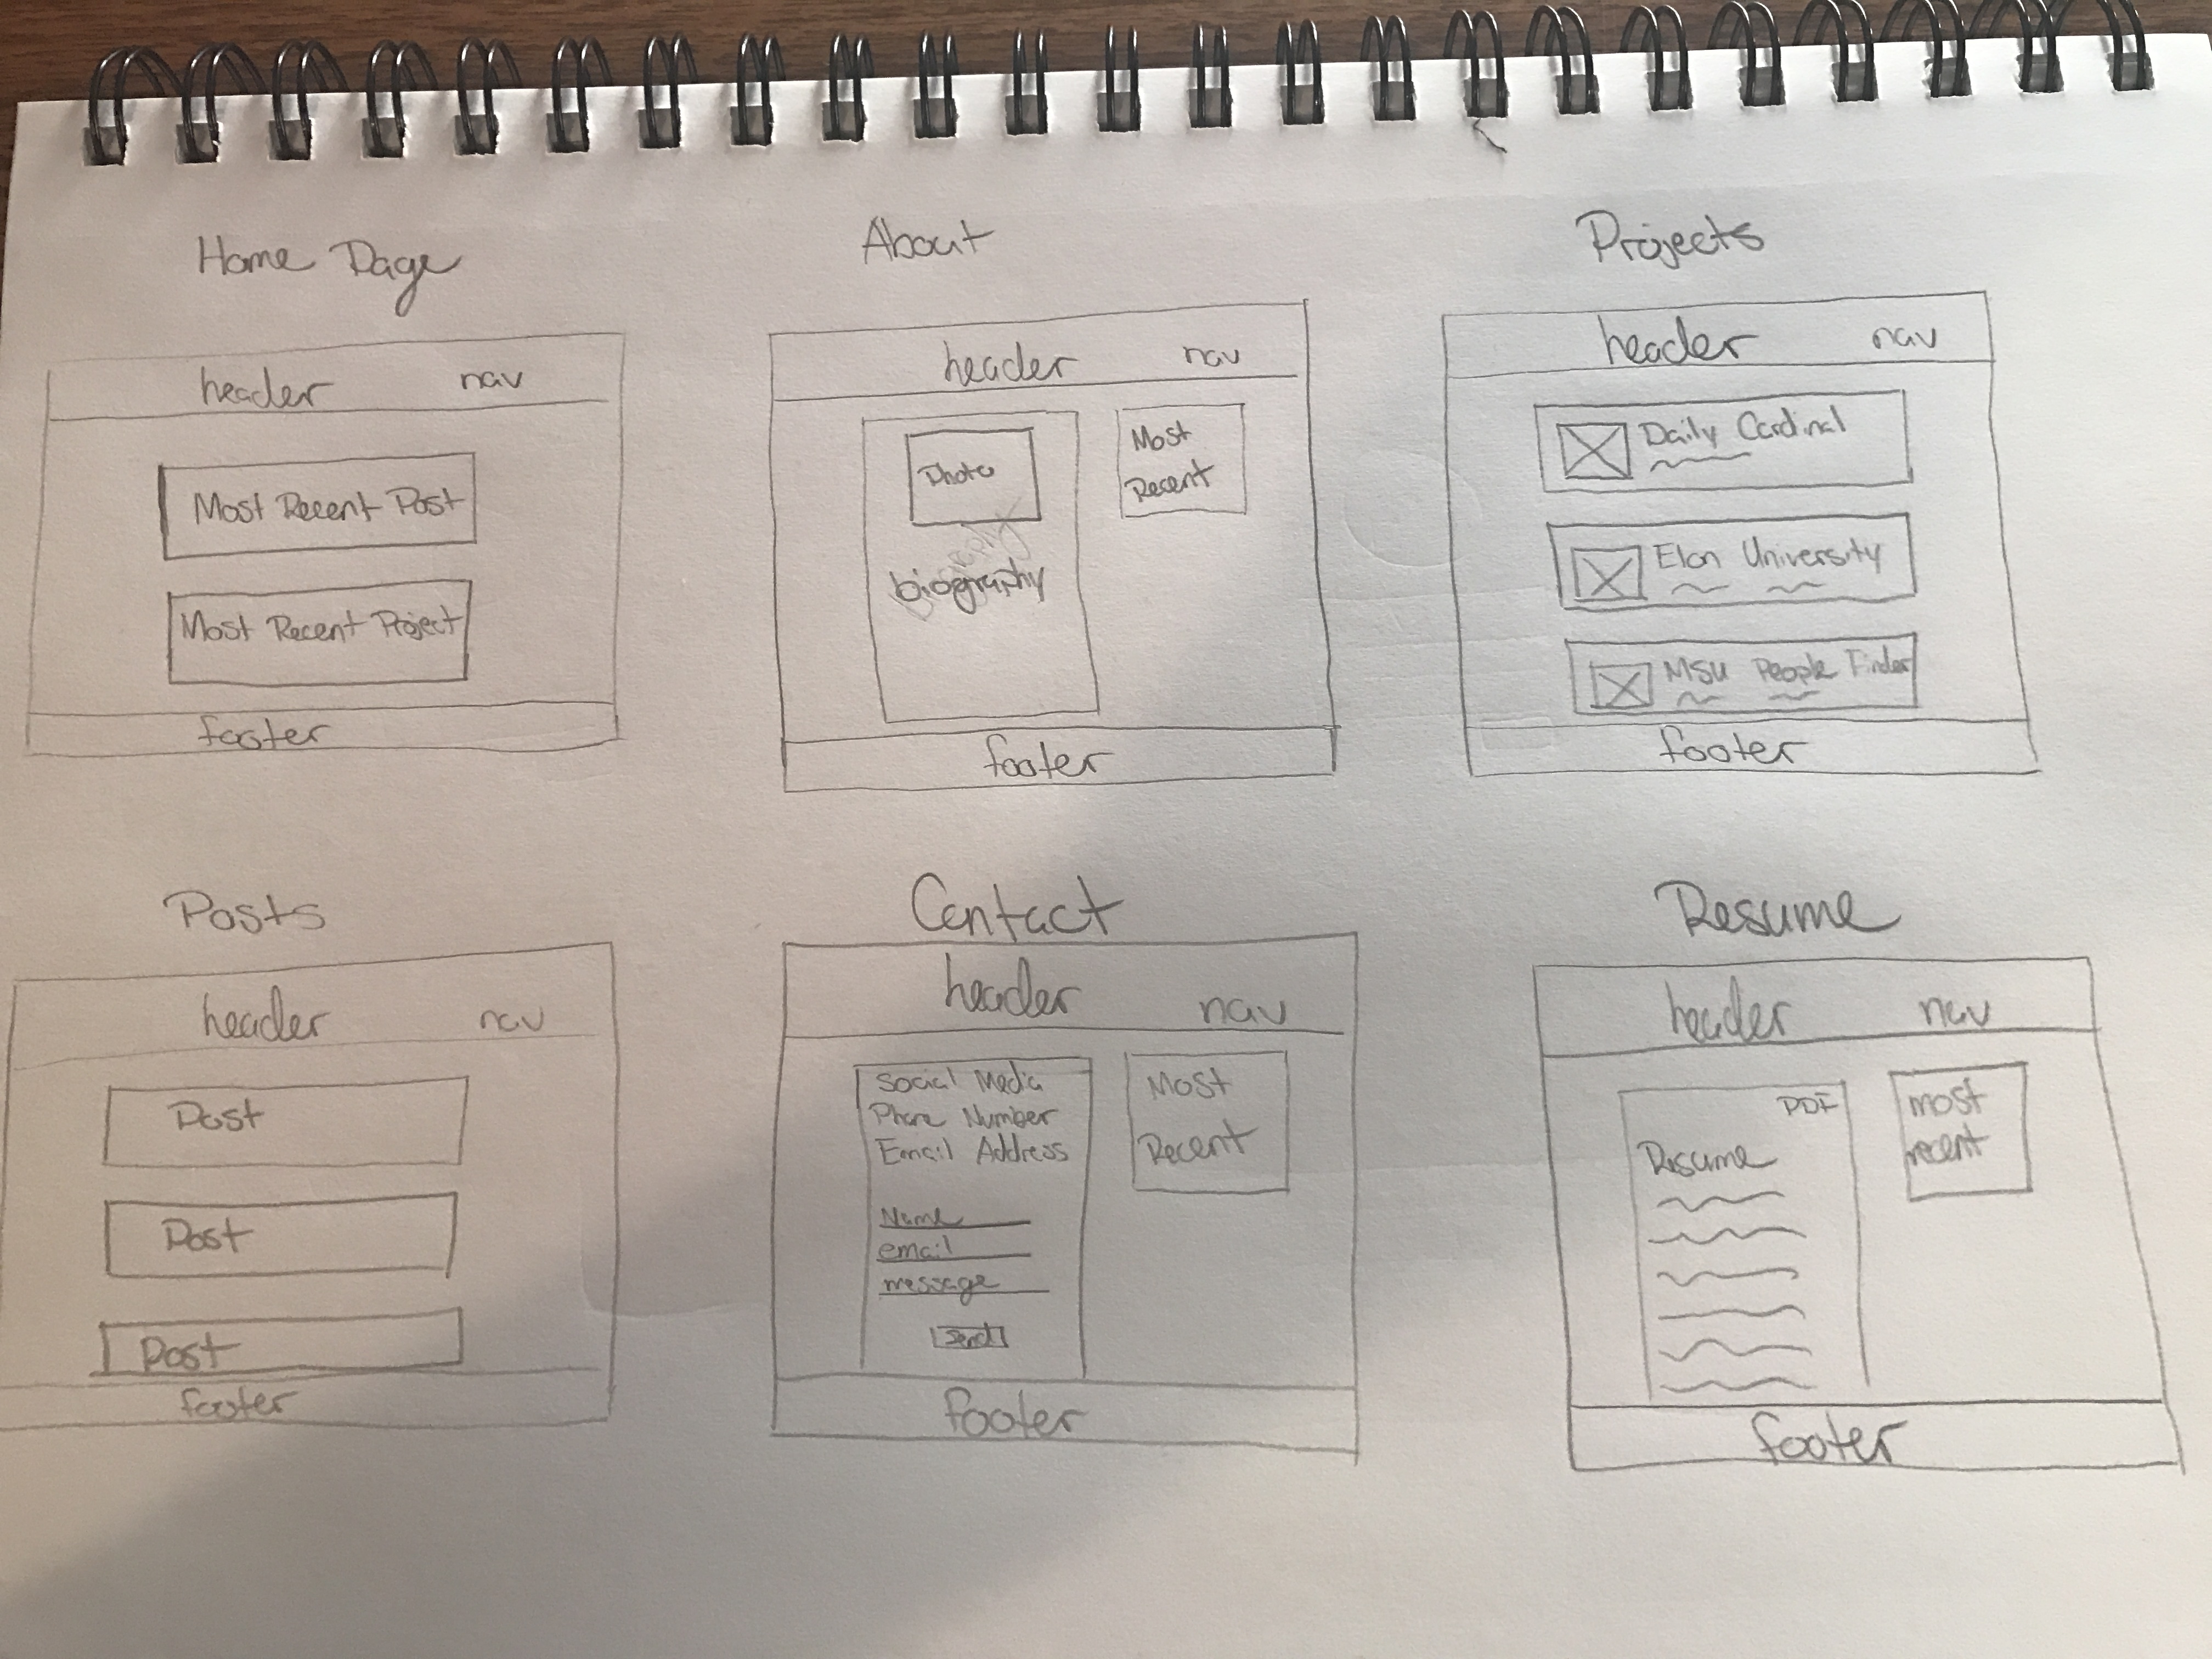 Home Page
header nav
Most Recent Post
Most Recent Project
footer
About
header nav
Photo
biography
Most
Recent
footer
Projects
header nav
Daily Cardinal
Elon University
MSU People Finder
footer
Posts
header nav
Post
Post
Post
footer
Contact
header nav
Social Media
Phone Number
Email Address
Name
email
message
Send
Most
Recent
footer
Resume
header nav
PDF
Resume
most
recent
footer